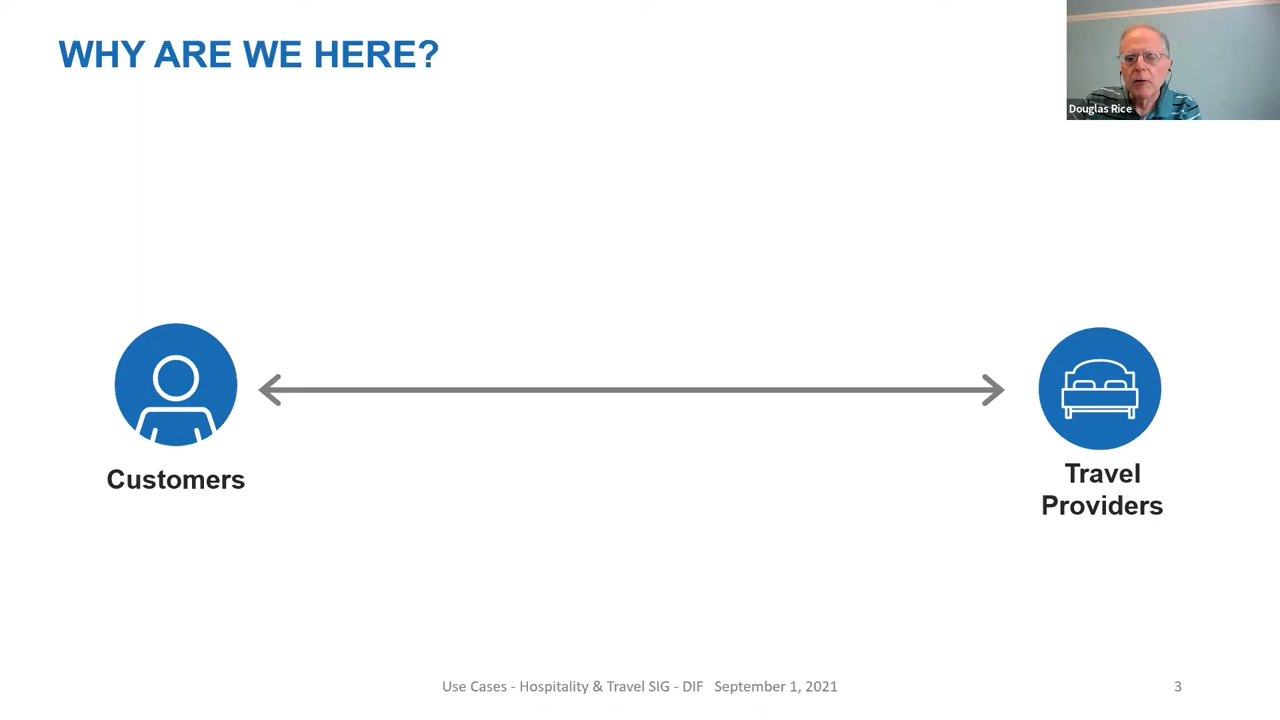 WHY ARE WE HERE?
Douglas Rice
Customers
Travel
Providers
Use Cases - Hospitality & Travel SIG - DIF September 1, 2021
3